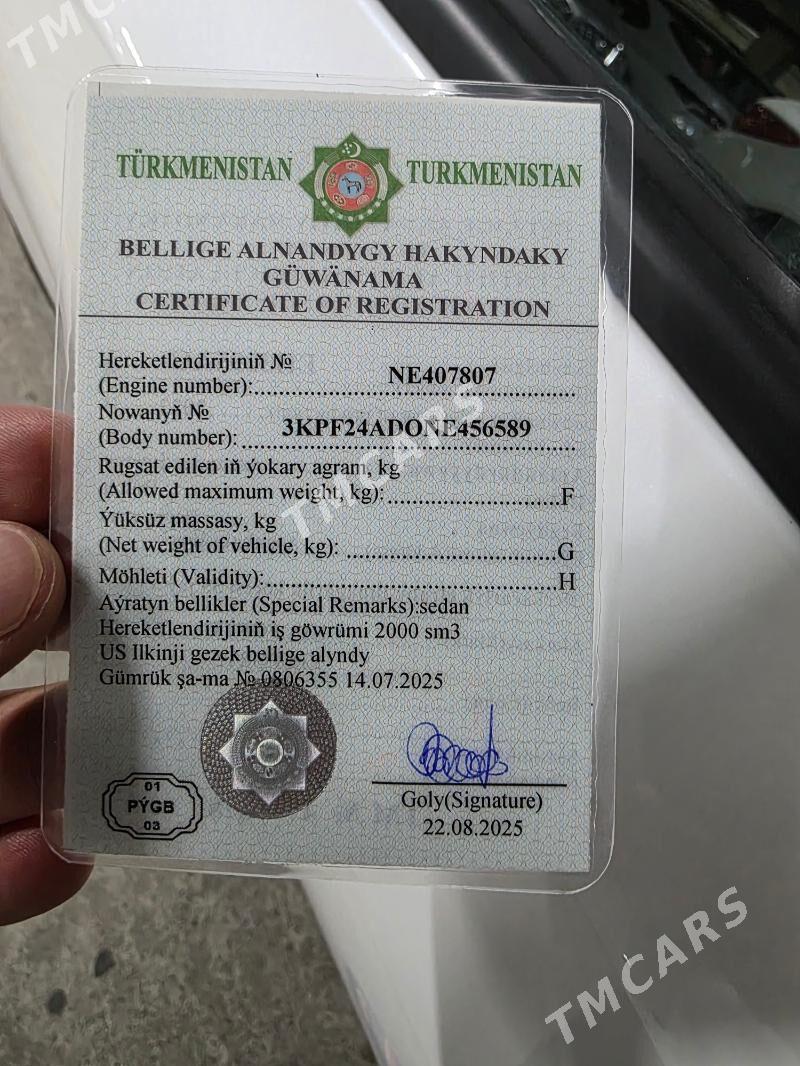 TMCARS
TÜRKMENISTAN TURKMENISTAN
BELLIGE ALNANDYGY HAKYNDAKY
GÜWÄNAMA
CERTIFICATE OF REGISTRATION
Hereketlendirijiniň №
(Engine number):..........NE407807
Nowanyň №
(Body number):..........3KPF24ADONE456589
Rugsat edilen iň ýokary agram, kg
(Allowed maximum weight, kg):..........F
Ýüksüz massasy, kg
(Net weight of vehicle, kg):..........G
Möhleti (Validity):..........H
Aýratyn bellikler (Special Remarks):sedan
Hereketlendirijiniň iş göwrümi 2000 sm3
US Ilkinji gezek bellige alyndy
Gümrük şa-ma № 0806355 14.07.2025
01
PÝGB
03
Goly(Signature)
22.08.2025
TMCARS
TMCARS